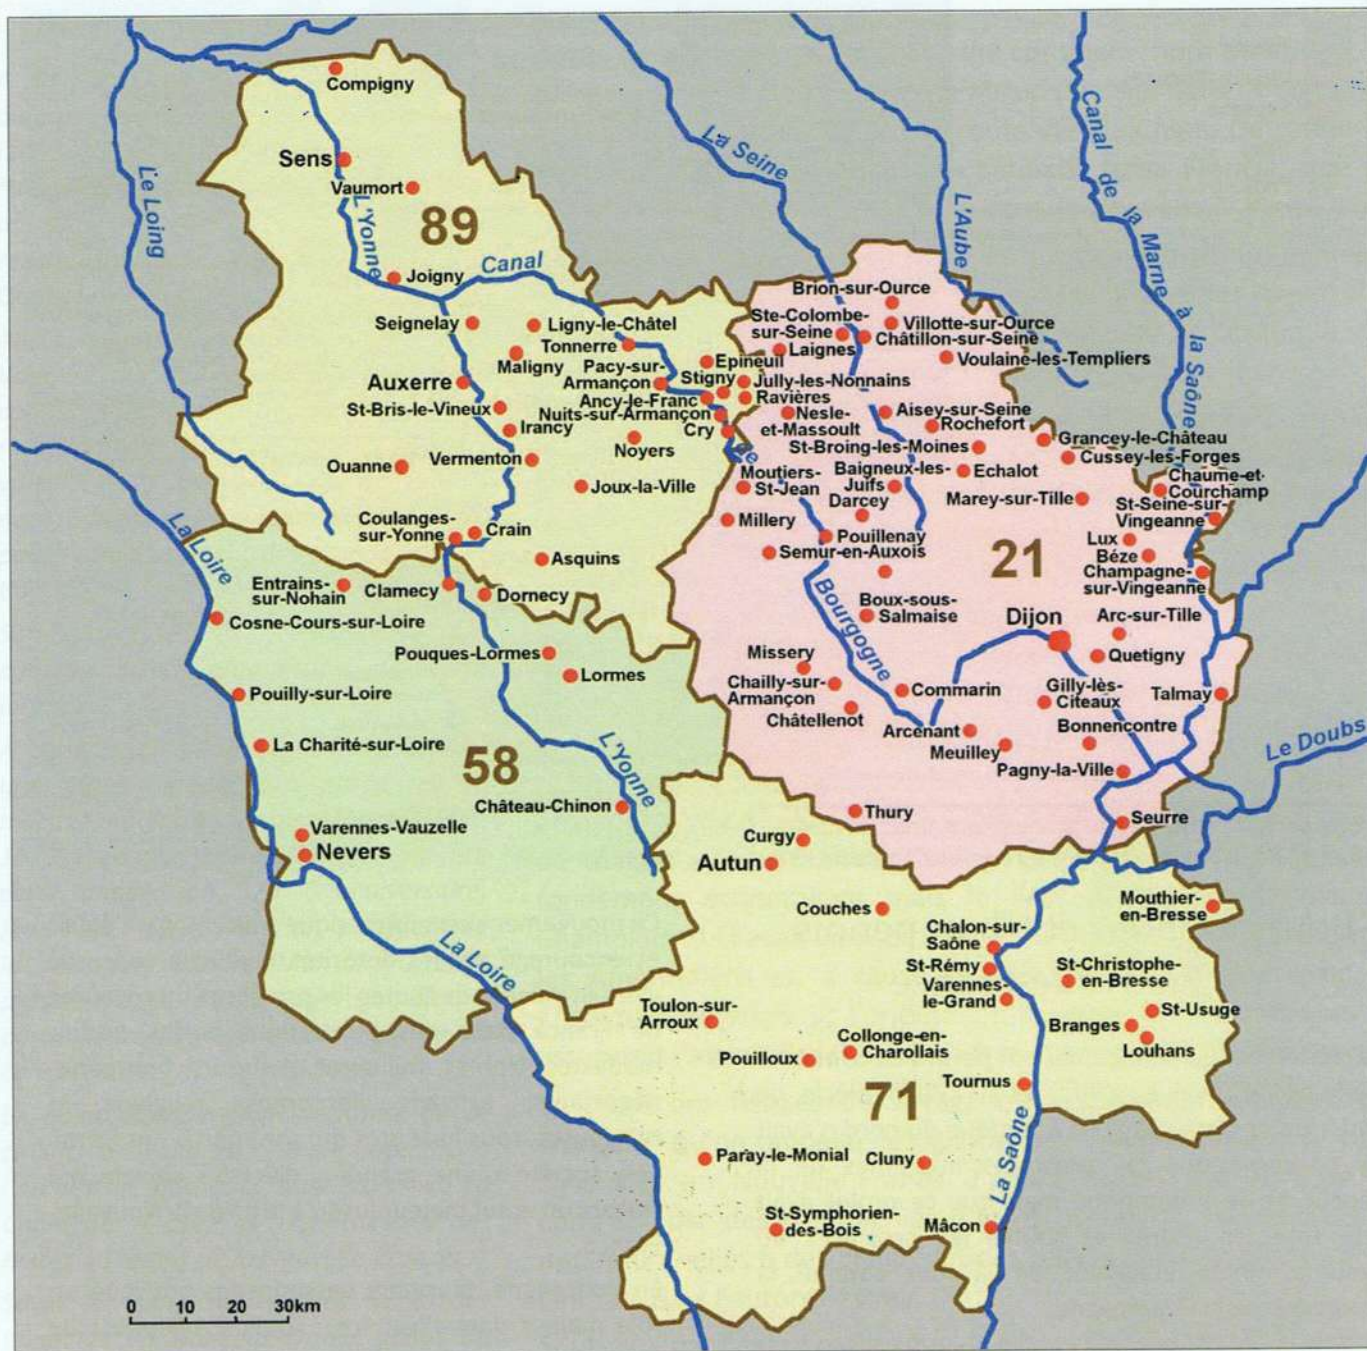 Compigny
Sens
Vaumort
89
L'Yonne
Le Loing
Joigny
Canal
La Seine
L'Aube
Canal de la Marne à la Saône
Seignelay
Ligny-le-Châtel
Tonnerre
Maligny
Pacy-sur-
Armançon
Epineuil
Stigny
Auxerre
Ancy-le-Franc
St-Bris-le-Vineux
Nuits-sur-Armançon
Irancy
Cry
Noyers
Ouanne
Vermenton
Joux-la-Ville
Coulanges-
sur-Yonne
Crain
Asquins
Brion-sur-Ource
Ste-Colombe-
sur-Seine
Villotte-sur-Ource
Châtillon-sur-Seine
Laignes
Voulaine-les-Templiers
Jully-les-Nonnains
Ravières
Nesle-
et-Massoult
Aisey-sur-Seine
Rochefort
St-Broing-les-Moines
Grancey-le-Château
Cussey-les-Forges
de
Moutiers-
St-Jean
Baigneux-les-
Juifs
Echalot
Chaume-et-
Courchamp
Darcey
Marey-sur-Tille
St-Seine-sur-
Vingeanne
Millery
Pouillenay
Lux
Semur-en-Auxois
21
Béze
Champagne-
sur-Vingeanne
Bourgogne
Boux-sous-
Salmaise
Dijon
Arc-sur-Tille
Missery
Quetigny
Chailly-sur-
Armançon
Commarin
Gilly-lès-
Citeaux
Talmay
Châtellenot
Arcenant
Bonnencontre
Meuilley
Le Doubs
Pagny-la-Ville
Thury
Seurre
La Loire
Entrains-
sur-Nohain
Clamecy
Dornecy
Cosne-Cours-sur-Loire
Pouques-Lormes
Lormes
Pouilly-sur-Loire
La Charité-sur-Loire
58
L'Yonne
Château-Chinon
Varennes-Vauzelle
Nevers
La Loire
Curgy
Autun
Couches
Mouthier-
en-Bresse
Chalon-sur-
Saône
St-Rémy
Varennes-
le-Grand
St-Christophe-
en-Bresse
St-Usuge
Branges
Louhans
Toulon-sur-
Arroux
Collonge-en-
Charollais
Pouilloux
71
Tournus
Paray-le-Monial
Cluny
La Saône
St-Symphorien-
des-Bois
Mâcon
0 10 20 30km